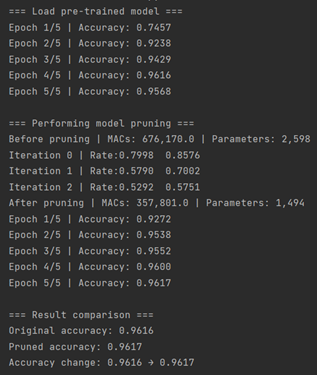 === Load pre-trained model ===
Epoch 1/5 | Accuracy: 0.7457
Epoch 2/5 | Accuracy: 0.9238
Epoch 3/5 | Accuracy: 0.9429
Epoch 4/5 | Accuracy: 0.9616
Epoch 5/5 | Accuracy: 0.9568
=== Performing model pruning ===
Before pruning | MACs: 676,170.0 | Parameters: 2,598
Iteration 0 | Rate:0.7998  0.8576
Iteration 1 | Rate:0.5790  0.7002
Iteration 2 | Rate:0.5292  0.5751
After pruning | MACs: 357,801.0 | Parameters: 1,494
Epoch 1/5 | Accuracy: 0.9272
Epoch 2/5 | Accuracy: 0.9538
Epoch 3/5 | Accuracy: 0.9552
Epoch 4/5 | Accuracy: 0.9600
Epoch 5/5 | Accuracy: 0.9617
=== Result comparison ===
Original accuracy: 0.9616
Pruned accuracy: 0.9617
Accuracy change: 0.9616 → 0.9617